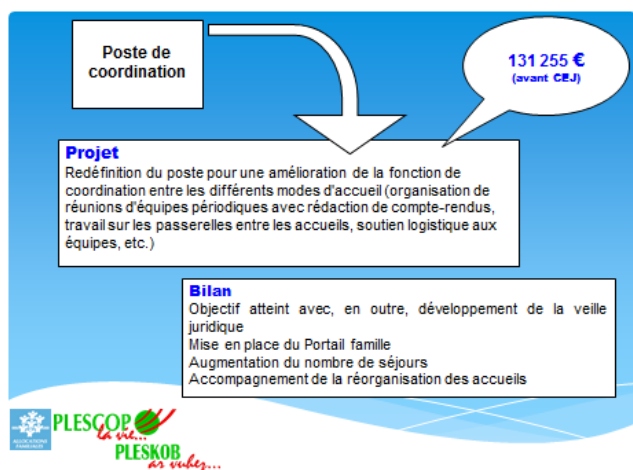 Poste de
coordination
131 255 €
(avant CEJ)
Projet
Redéfinition du poste pour une amélioration de la fonction de
coordination entre les différents modes d'accueil (organisation de
réunions d'équipes périodiques avec rédaction de compte-rendus,
travail sur les passerelles entre les accueils, soutien logistique aux
équipes, etc.)
Bilan
Objectif atteint avec, en outre, développement de la veille
juridique
Mise en place du Portail famille
Augmentation du nombre de séjours
Accompagnement de la réorganisation des accueils
ALLOCATIONS
FAMILIALES
PLESCOP
la vie...
PLESKOB
ar vuhez...